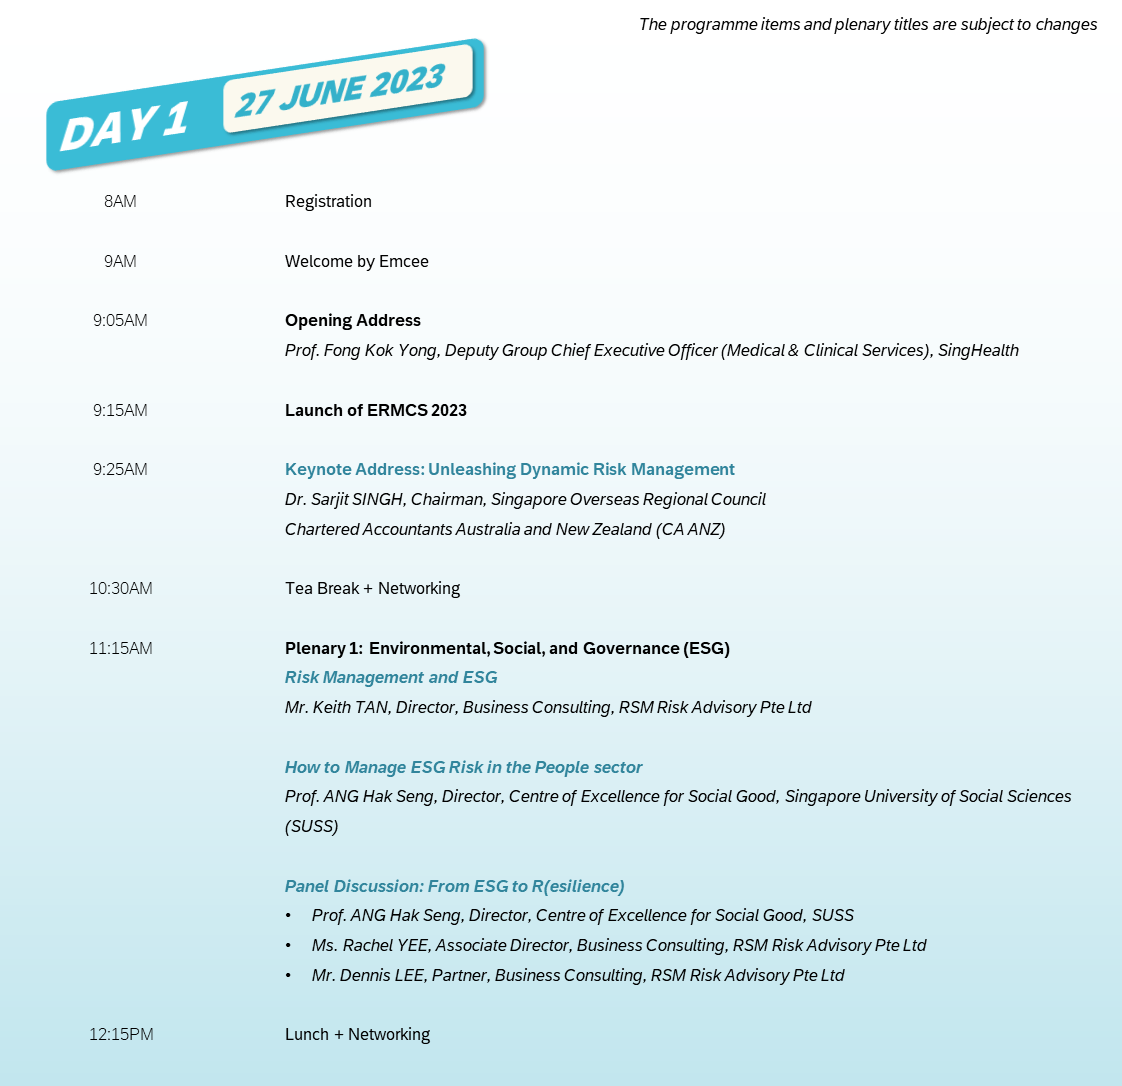 The programme items and plenary titles are subject to changes
DAY 1 27 JUNE 2023
8AM Registration
9AM Welcome by Emcee
9:05AM Opening Address
Prof. Fong Kok Yong, Deputy Group Chief Executive Officer (Medical & Clinical Services), SingHealth
9:15AM Launch of ERMCS 2023
9:25AM Keynote Address: Unleashing Dynamic Risk Management
Dr. Sarjit SINGH, Chairman, Singapore Overseas Regional Council
Chartered Accountants Australia and New Zealand (CA ANZ)
10:30AM Tea Break + Networking
11:15AM Plenary 1: Environmental, Social, and Governance (ESG)
Risk Management and ESG
Mr. Keith TAN, Director, Business Consulting, RSM Risk Advisory Pte Ltd
How to Manage ESG Risk in the People sector
Prof. ANG Hak Seng, Director, Centre of Excellence for Social Good, Singapore University of Social Sciences
(SUSS)
Panel Discussion: From ESG to R(esilience)
• Prof. ANG Hak Seng, Director, Centre of Excellence for Social Good, SUSS
• Ms. Rachel YEE, Associate Director, Business Consulting, RSM Risk Advisory Pte Ltd
• Mr. Dennis LEE, Partner, Business Consulting, RSM Risk Advisory Pte Ltd
12:15PM Lunch + Networking